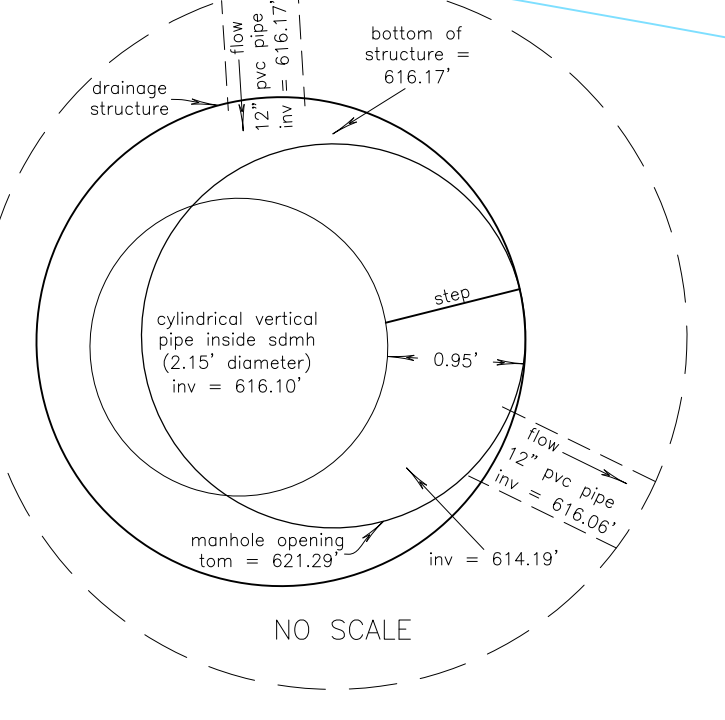 flow
12" pvc pipe
inv = 616.17'
bottom of
structure =
616.17'
drainage
structure
step
cylindrical vertical
pipe inside sdmh
(2.15' diameter)
inv = 616.10'
0.95'
flow
12" pvc pipe
inv = 616.06'
manhole opening
tom = 621.29'
inv = 614.19'
NO SCALE